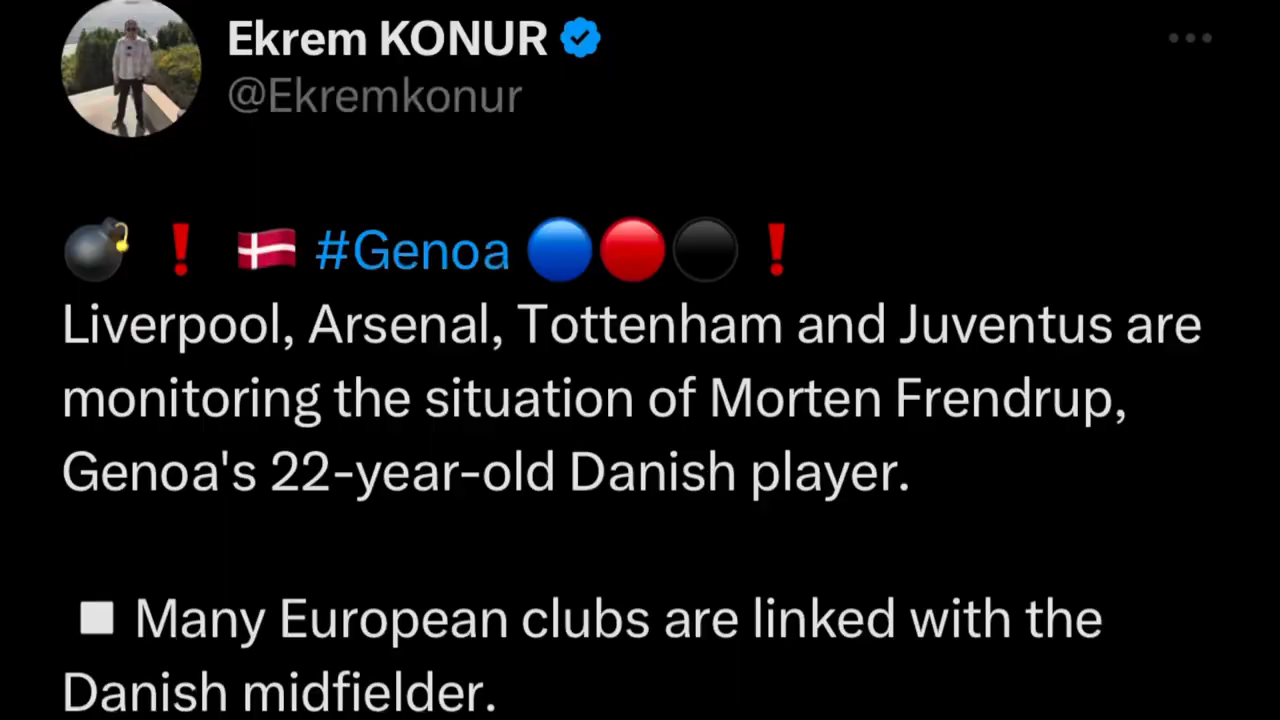 Ekrem KONUR
@Ekremkonur
💣❗️🇩🇰 #Genoa 🔵🔴⚫❗️
Liverpool, Arsenal, Tottenham and Juventus are
monitoring the situation of Morten Frendrup,
Genoa's 22-year-old Danish player.
◻️ Many European clubs are linked with the
Danish midfielder.